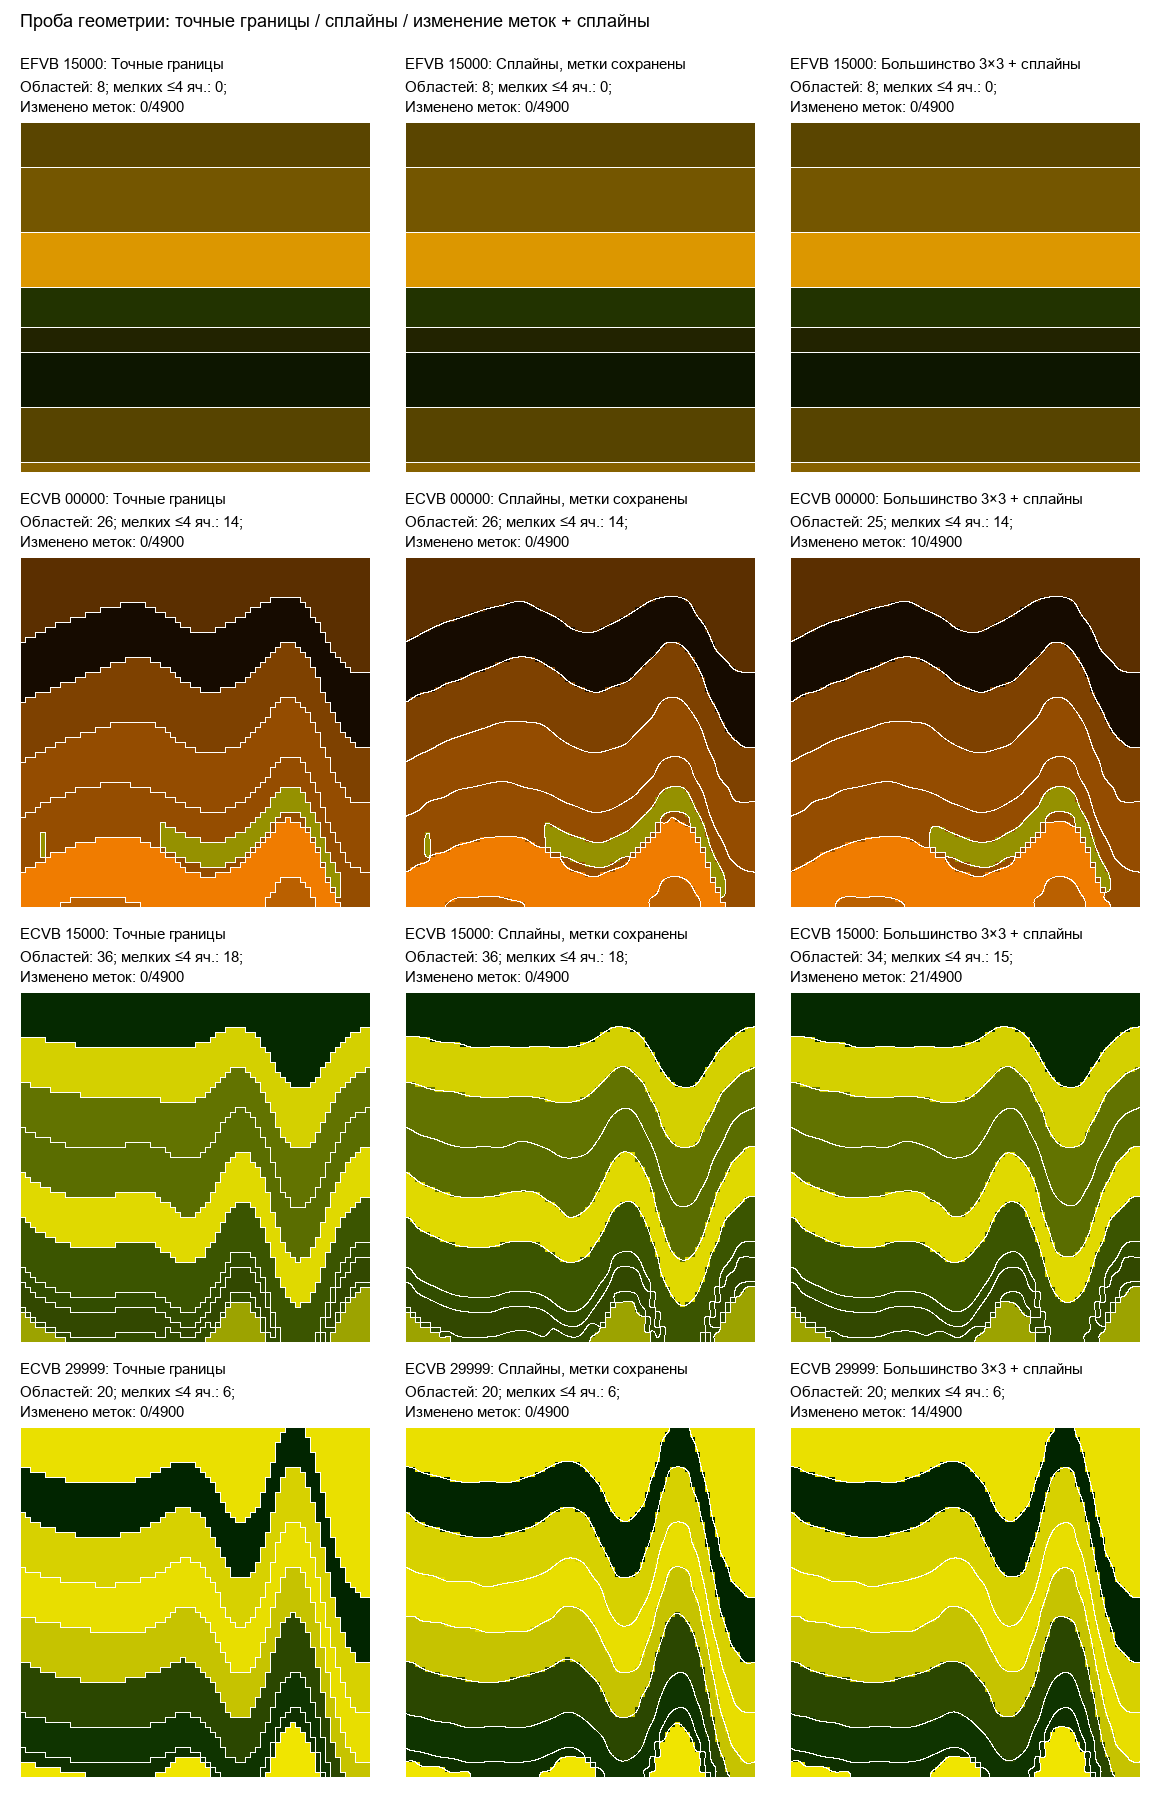 Проба геометрии: точные границы / сплайны / изменение меток + сплайны
EFVB 15000: Точные границы
Областей: 8; мелких ≤4 яч.: 0;
Изменено меток: 0/4900
EFVB 15000: Сплайны, метки сохранены
Областей: 8; мелких ≤4 яч.: 0;
Изменено меток: 0/4900
EFVB 15000: Большинство 3×3 + сплайны
Областей: 8; мелких ≤4 яч.: 0;
Изменено меток: 0/4900
ECVB 00000: Точные границы
Областей: 26; мелких ≤4 яч.: 14;
Изменено меток: 0/4900
ECVB 00000: Сплайны, метки сохранены
Областей: 26; мелких ≤4 яч.: 14;
Изменено меток: 0/4900
ECVB 00000: Большинство 3×3 + сплайны
Областей: 25; мелких ≤4 яч.: 14;
Изменено меток: 10/4900
ECVB 15000: Точные границы
Областей: 36; мелких ≤4 яч.: 18;
Изменено меток: 0/4900
ECVB 15000: Сплайны, метки сохранены
Областей: 36; мелких ≤4 яч.: 18;
Изменено меток: 0/4900
ECVB 15000: Большинство 3×3 + сплайны
Областей: 34; мелких ≤4 яч.: 15;
Изменено меток: 21/4900
ECVB 29999: Точные границы
Областей: 20; мелких ≤4 яч.: 6;
Изменено меток: 0/4900
ECVB 29999: Сплайны, метки сохранены
Областей: 20; мелких ≤4 яч.: 6;
Изменено меток: 0/4900
ECVB 29999: Большинство 3×3 + сплайны
Областей: 20; мелких ≤4 яч.: 6;
Изменено меток: 14/4900